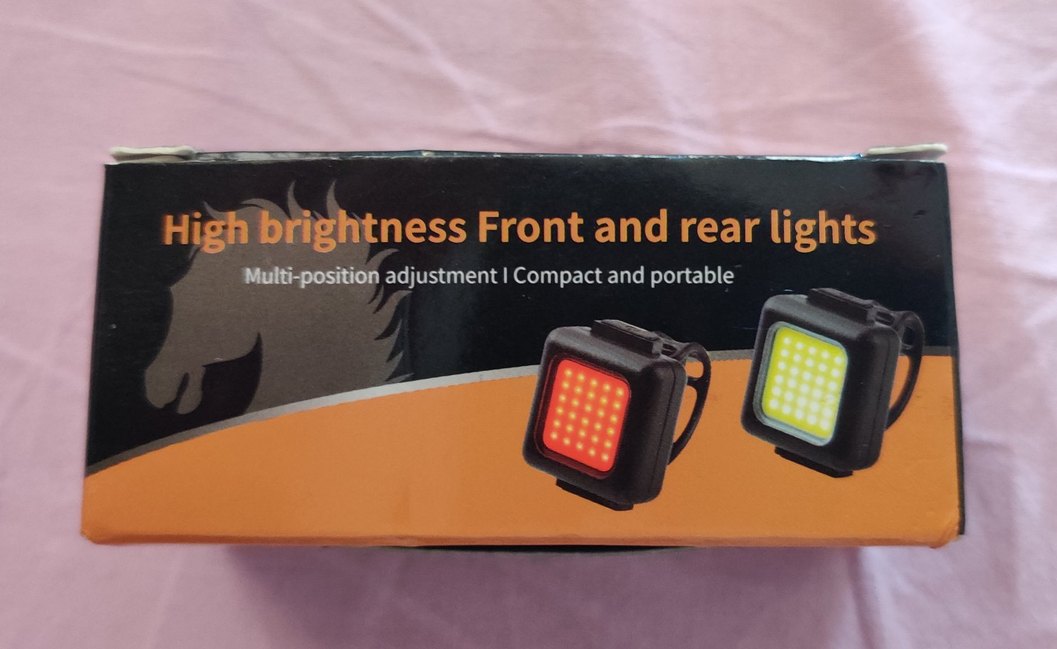 High brightness Front and rear lights
Multi-position adjustment I Compact and portable